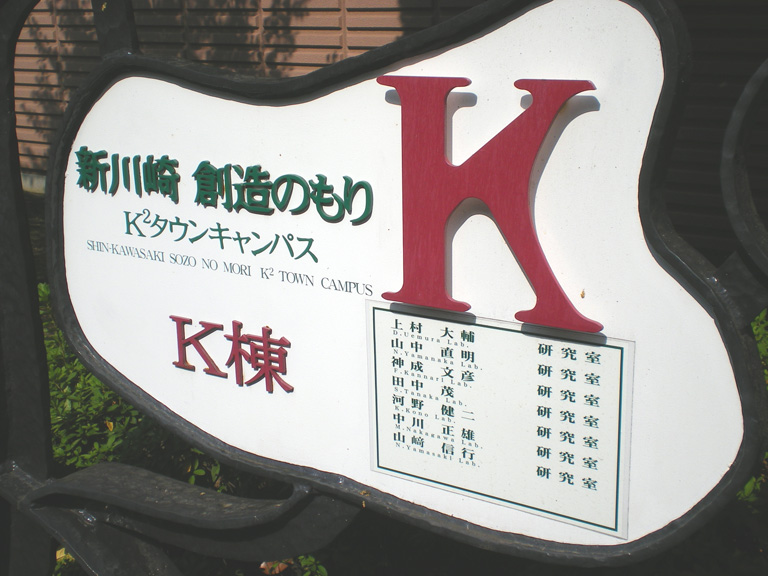 新川崎 創造のもり
K²タウンキャンパス
SHIN-KAWASAKI SOZO NO MORI K² TOWN CAMPUS
K棟
K
上村 大輔 研究室
D.Uemura Lab.
山中 直明 研究室
N.Yamanaka Lab.
神成 文彦 研究室
F.Kannari Lab.
田中 茂 研究室
S.Tanaka Lab.
河野 健二 研究室
K.Kono Lab.
中川 正雄 研究室
M.Nakagawa Lab.
山﨑 信行 研究室
N.Yamasaki Lab.